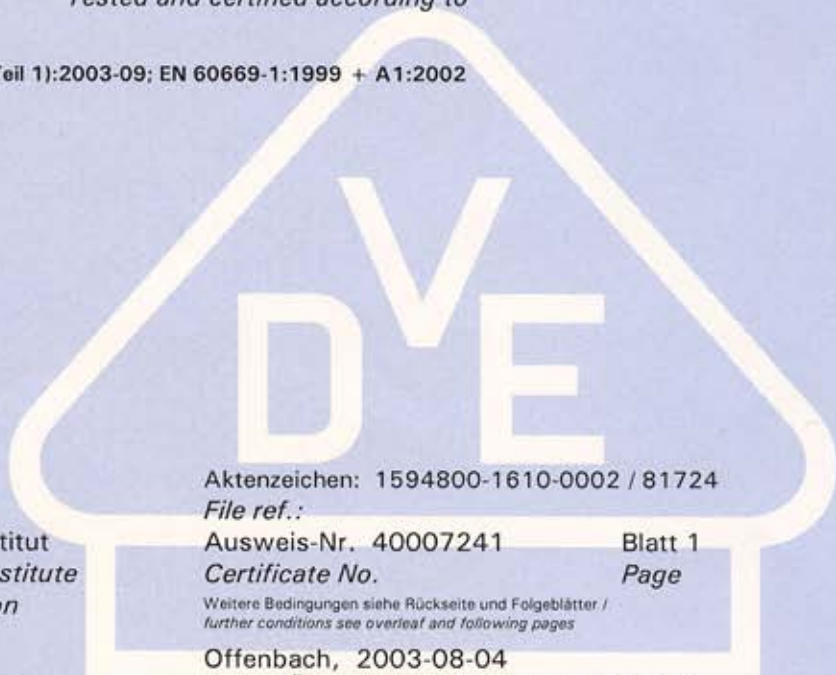 Tested and certified according to
Teil 1):2003-09; EN 60669-1:1999 + A1:2002
VDE
Aktenzeichen: 1594800-1610-0002 / 81724
File ref.:
titut Ausweis-Nr. 40007241 Blatt 1
stitute Certificate No. Page
n Weitere Bedingungen siehe Rückseite und Folgeblätter /
further conditions see overleaf and following pages
Offenbach, 2003-08-04